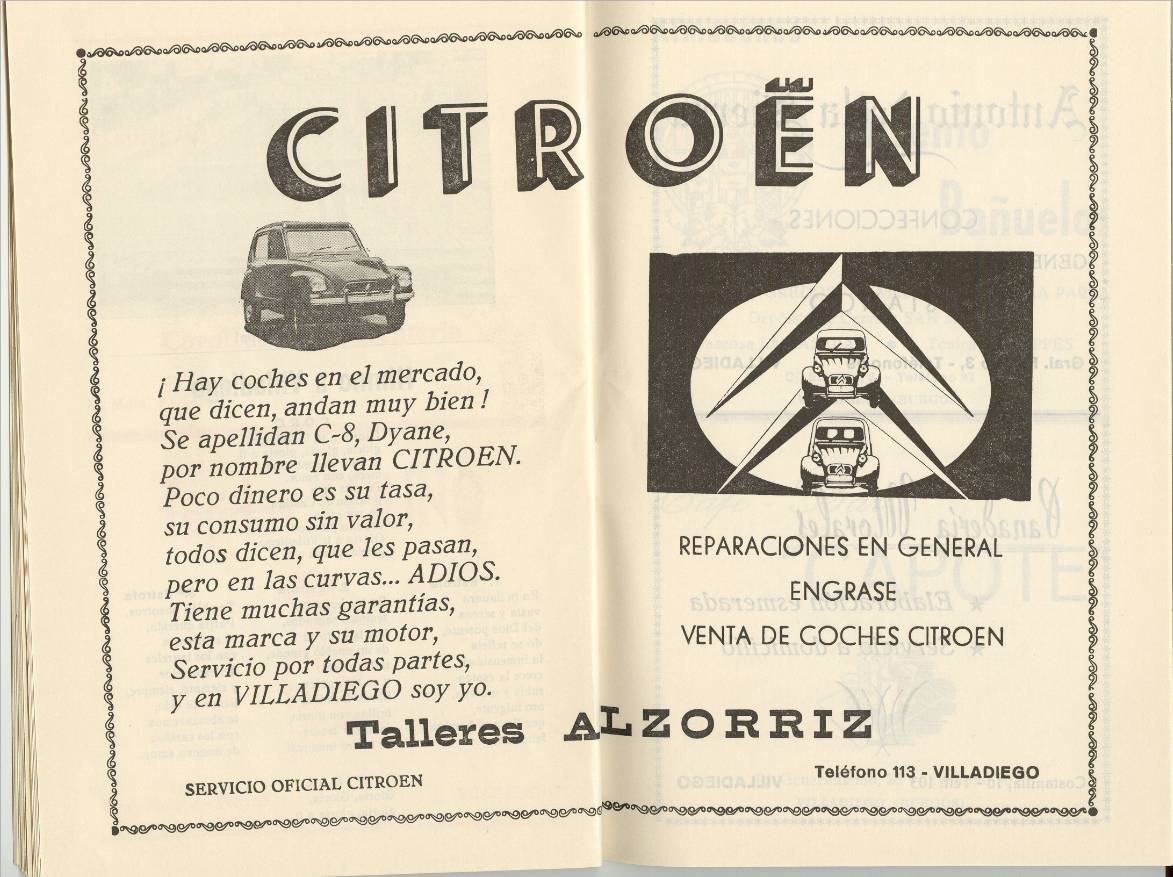 CITROËN
¡ Hay coches en el mercado,
que dicen, andan muy bien !
Se apellidan C-8, Dyane,
por nombre llevan CITROEN.
Poco dinero es su tasa,
su consumo sin valor,
todos dicen, que les pasan,
pero en las curvas... ADIOS.
Tiene muchas garantías,
esta marca y su motor,
Servicio por todas partes,
y en VILLADIEGO soy yo.
REPARACIONES EN GENERAL
ENGRASE
VENTA DE COCHES CITROEN
Talleres ALZORRIZ
SERVICIO OFICIAL CITROEN
Teléfono 113 - VILLADIEGO